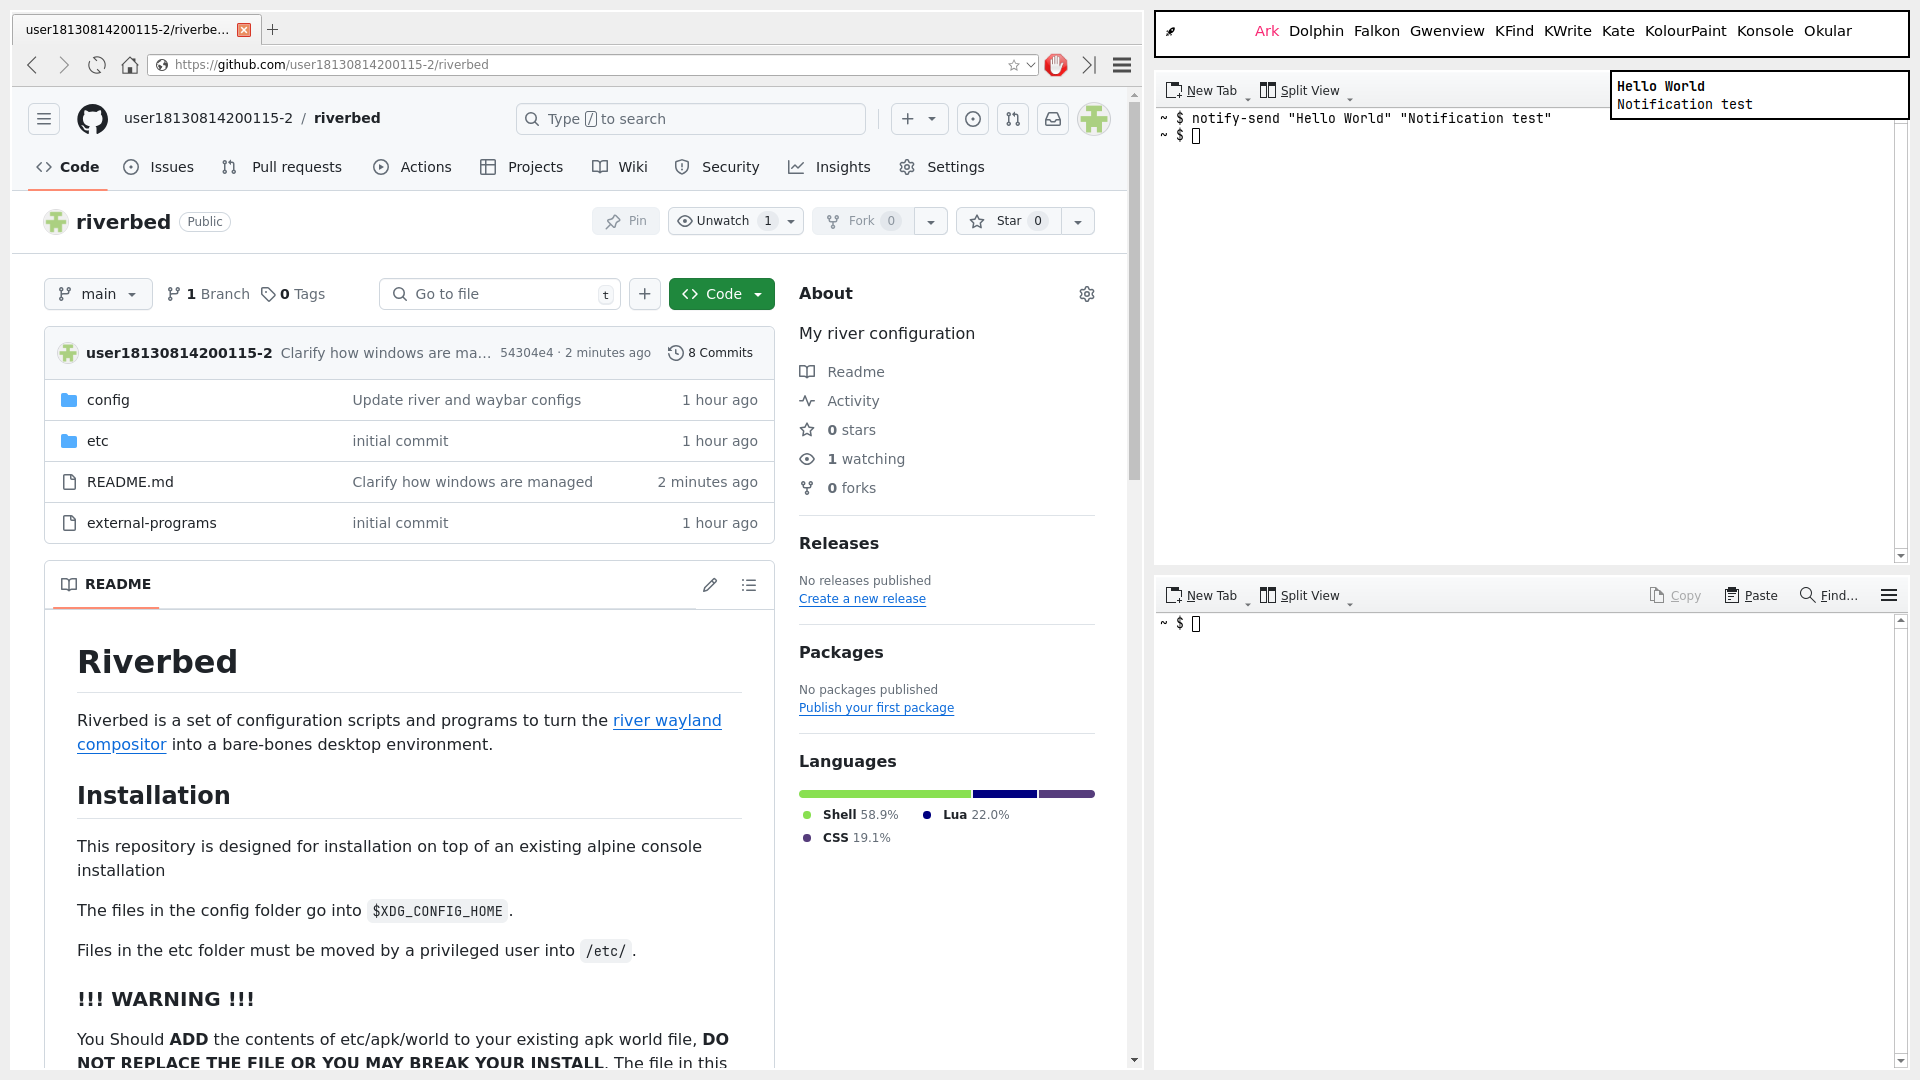 user18130814200115-2/riverbe...
https://github.com/user18130814200115-2/riverbed
user18130814200115-2 / riverbed
Type / to search
Code Issues Pull requests Actions Projects Wiki Security Insights Settings
riverbed Public
Pin Unwatch 1 Fork 0 Star 0
main 1 Branch 0 Tags Go to file t Code
user18130814200115-2 Clarify how windows are ma... 54304e4 · 2 minutes ago 8 Commits
config Update river and waybar configs 1 hour ago
etc initial commit 1 hour ago
README.md Clarify how windows are managed 2 minutes ago
external-programs initial commit 1 hour ago
README
Riverbed
Riverbed is a set of configuration scripts and programs to turn the river wayland
compositor into a bare-bones desktop environment.
Installation
This repository is designed for installation on top of an existing alpine console
installation
The files in the config folder go into $XDG_CONFIG_HOME.
Files in the etc folder must be moved by a privileged user into /etc/.
!!! WARNING !!!
You Should ADD the contents of etc/apk/world to your existing apk world file, DO
NOT REPLACE THE FILE OR YOU MAY BREAK YOUR INSTALL. The file in this
About
My river configuration
Readme
Activity
0 stars
1 watching
0 forks
Releases
No releases published
Create a new release
Packages
No packages published
Publish your first package
Languages
Shell 58.9% Lua 22.0%
CSS 19.1%
Ark Dolphin Falkon Gwenview KFind KWrite Kate KolourPaint Konsole Okular
New Tab Split View
Hello World
Notification test
~ $ notify-send "Hello World" "Notification test"
~ $
New Tab Split View Copy Paste Find...
~ $